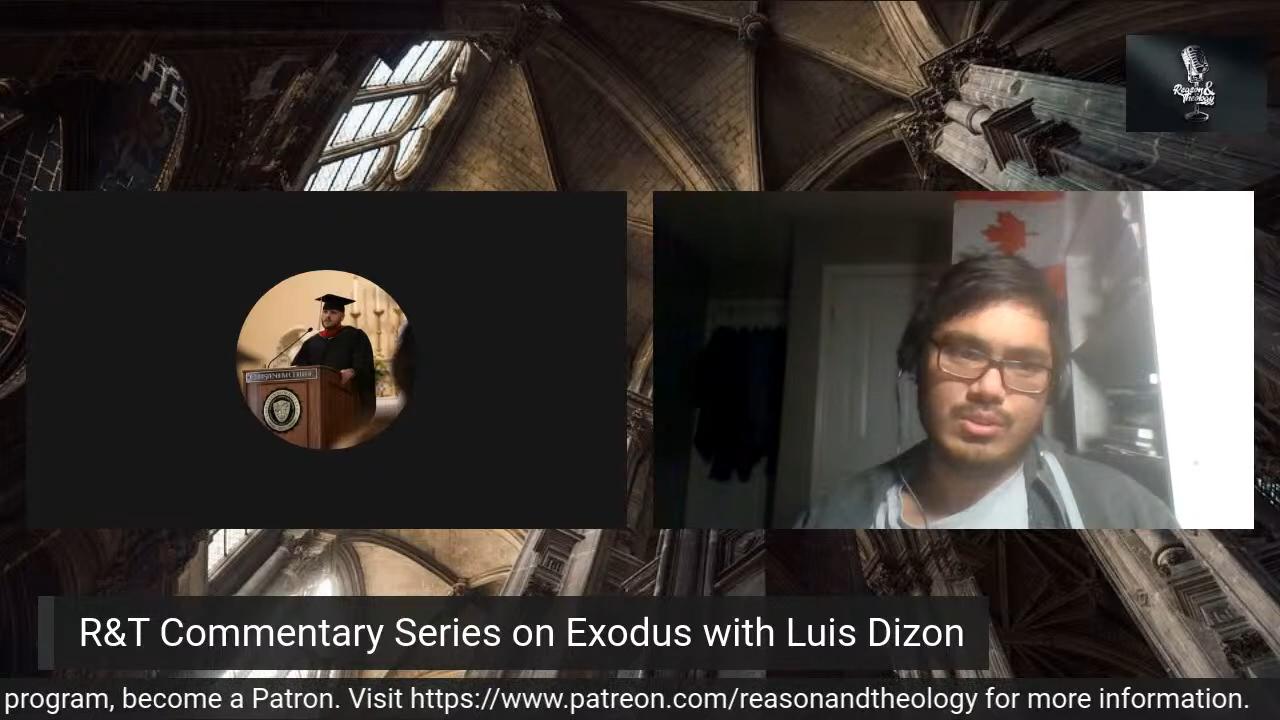 Reason &
Theology
R&T Commentary Series on Exodus with Luis Dizon
program, become a Patron. Visit https://www.patreon.com/reasonandtheology for more information.